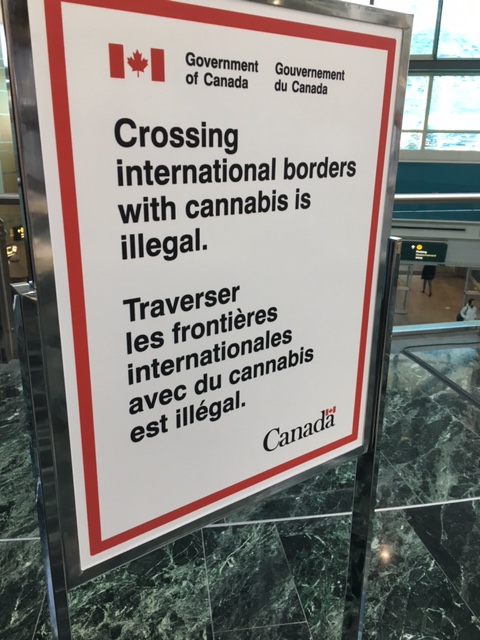 Government
of Canada
Gouvernement
du Canada
Crossing
international borders
with cannabis is
illegal.
Traverser
les frontières
internationales
avec du cannabis
est illégal.
Canada